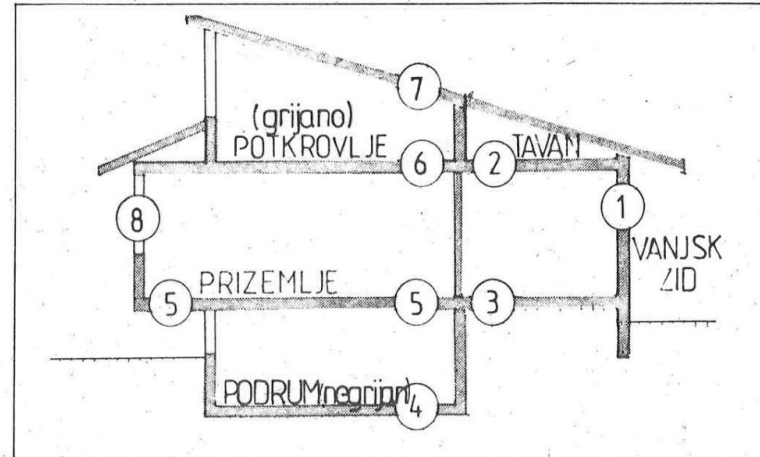 7
(grijano)
POTKROVLJE
6
2
TAVAN
8
1
VANJSK
ZID
PRIZEMLJE
5
5
3
PODRUM(negrijan)
4